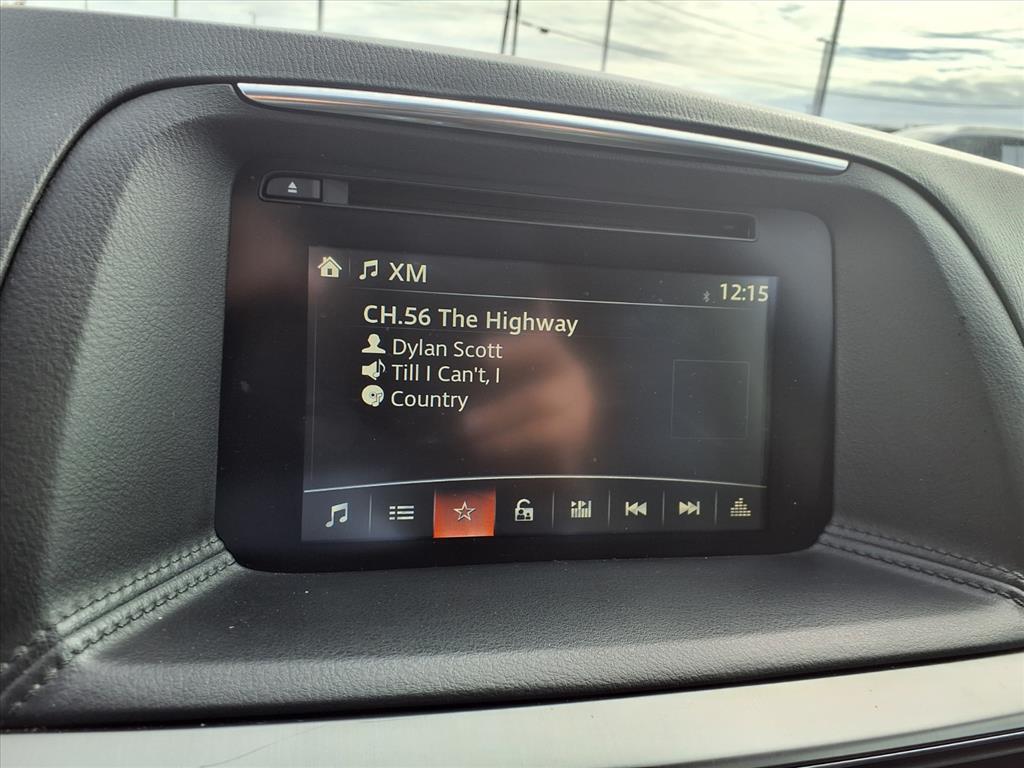 XM
12:15
CH.56 The Highway
Dylan Scott
Till I Can't, I
Country